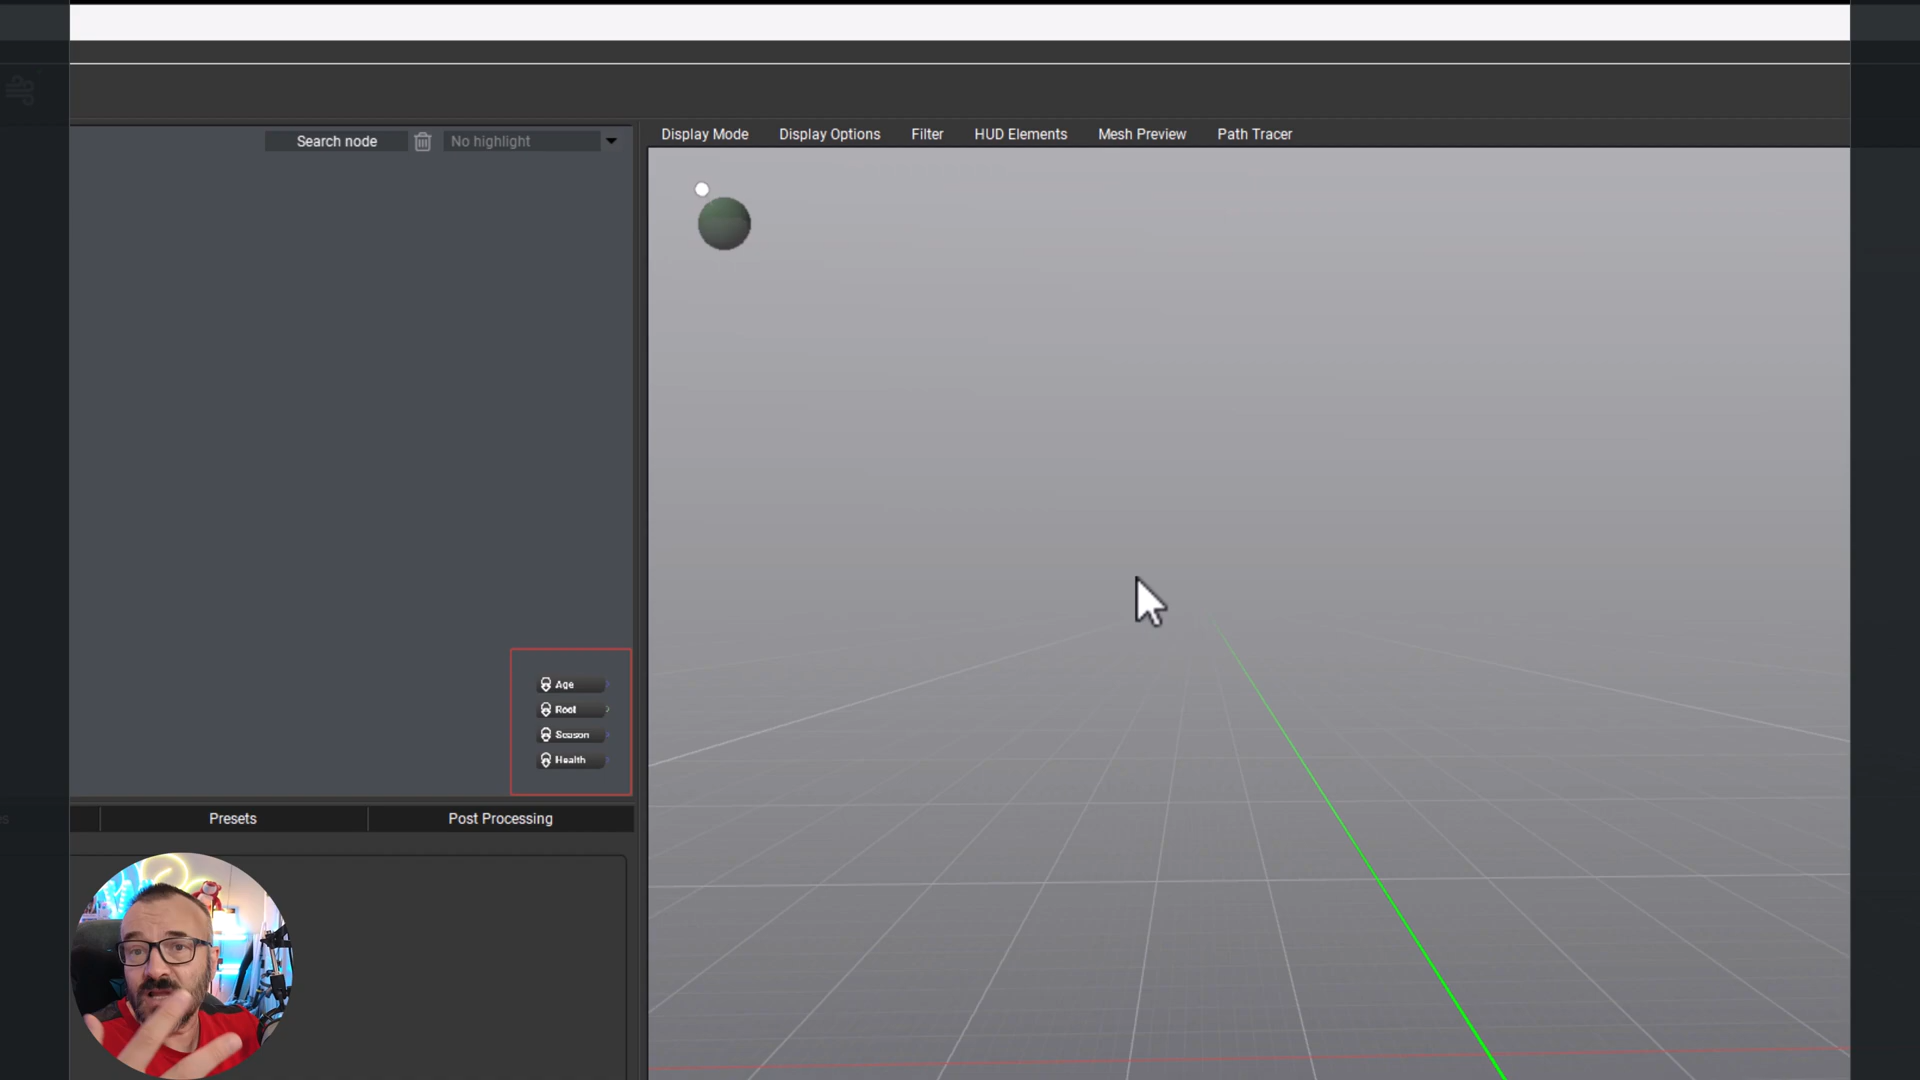 Search node
No highlight
Display Mode
Display Options
Filter
HUD Elements
Mesh Preview
Path Tracer
Age
Root
Season
Health
Presets
Post Processing